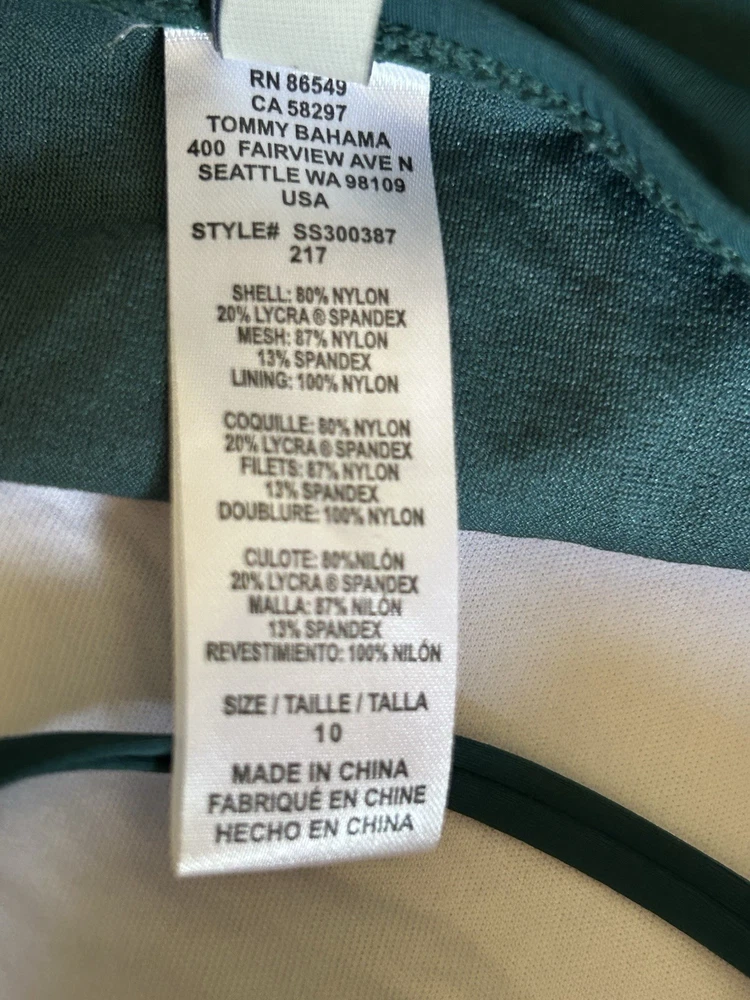 RN 86549
CA 58297
TOMMY BAHAMA
400 FAIRVIEW AVE N
SEATTLE WA 98109
USA
STYLE# SS300387
217
SHELL: 80% NYLON
20% LYCRA ® SPANDEX
MESH: 87% NYLON
13% SPANDEX
LINING: 100% NYLON
COQUILLE: 80% NYLON
20% LYCRA ® SPANDEX
FILETS: 87% NYLON
13% SPANDEX
DOUBLURE: 100% NYLON
CULOTE: 80%NILÓN
20% LYCRA ® SPANDEX
MALLA: 87% NILÓN
13% SPANDEX
REVESTIMIENTO: 100% NILÓN
SIZE / TAILLE / TALLA
10
MADE IN CHINA
FABRIQUÉ EN CHINE
HECHO EN CHINA